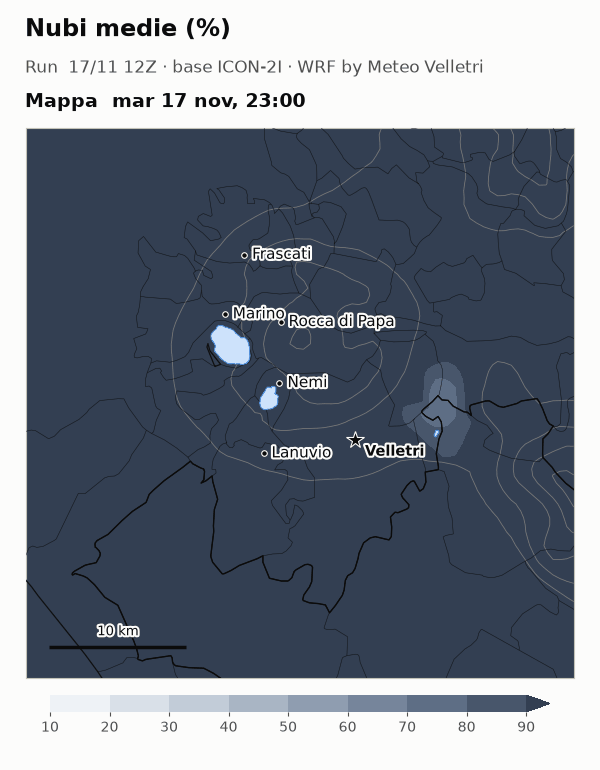 Nubi medie (%)
Run  17/11 12Z · base ICON-2I · WRF by Meteo Velletri
Mappa  mar 17 nov, 23:00
Frascati
Marino
Rocca di Papa
Nemi
Velletri
Lanuvio
10 km
10 20 30 40 50 60 70 80 90